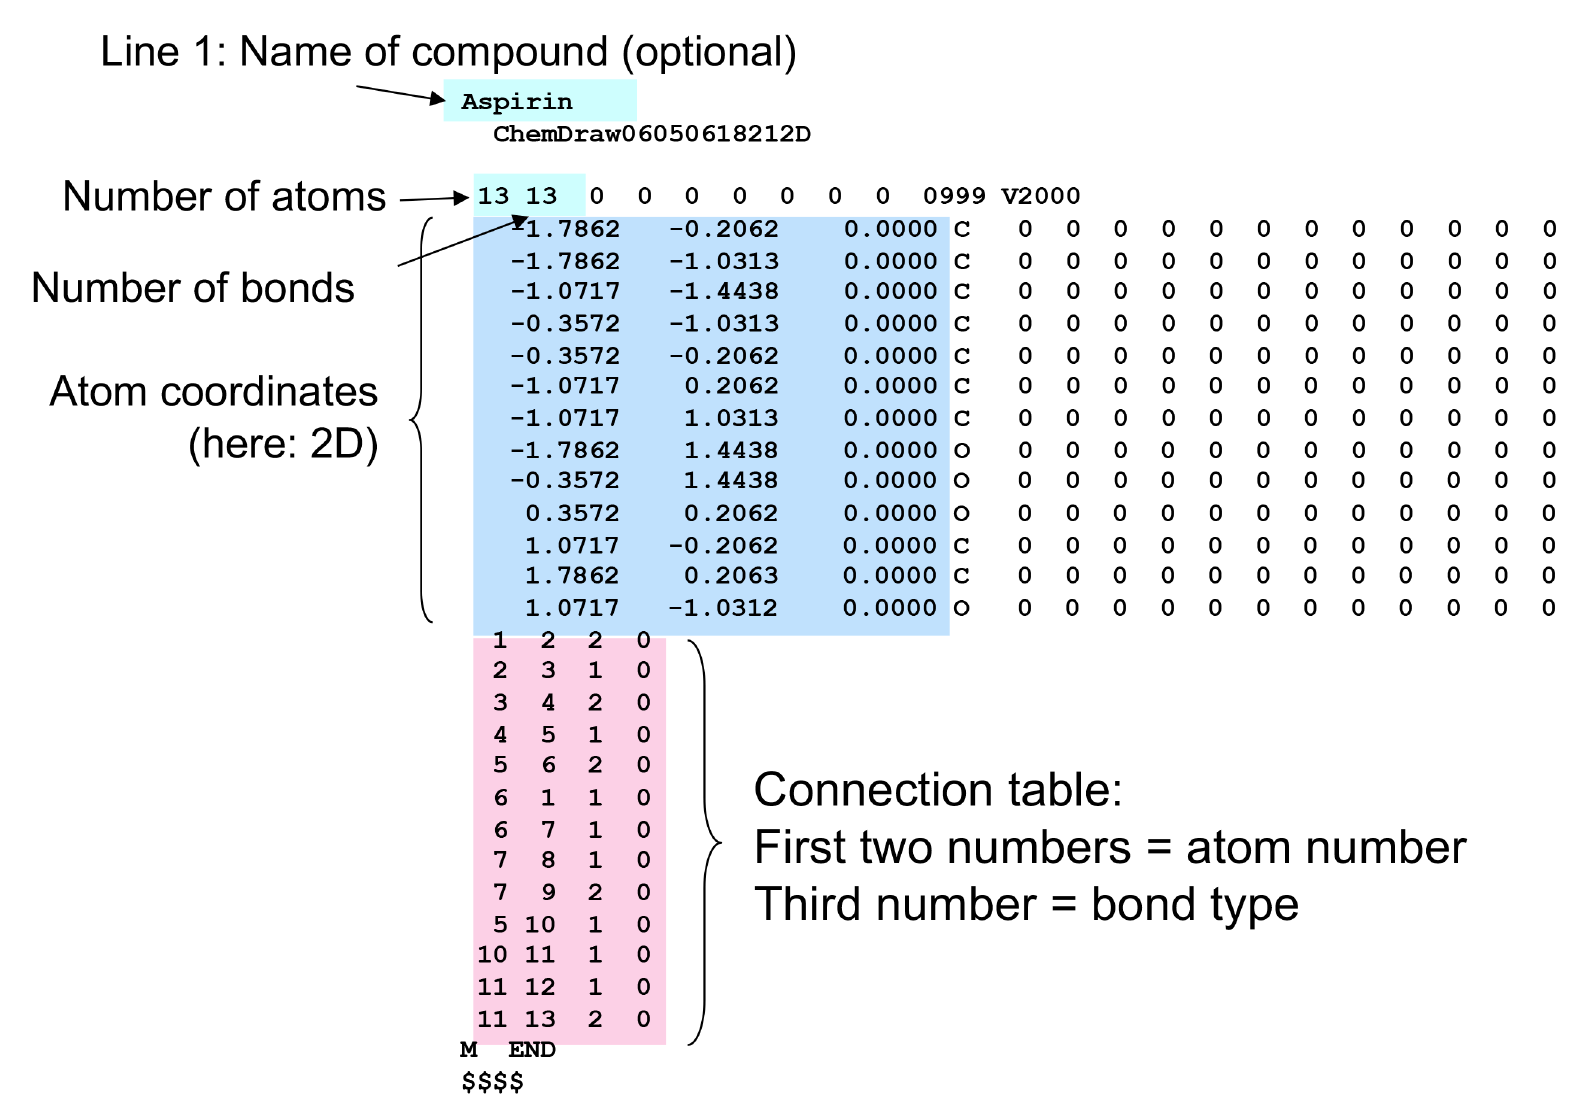 Line 1: Name of compound (optional)
Aspirin
ChemDraw06050618212D
Number of atoms
13 13 0 0 0 0 0 0 0 0999 V2000
Number of bonds
Atom coordinates
(here: 2D)
-1.7862 -0.2062 0.0000 C 0 0 0 0 0 0 0 0 0 0 0 0
-1.7862 -1.0313 0.0000 C 0 0 0 0 0 0 0 0 0 0 0 0
-1.0717 -1.4438 0.0000 C 0 0 0 0 0 0 0 0 0 0 0 0
-0.3572 -1.0313 0.0000 C 0 0 0 0 0 0 0 0 0 0 0 0
-0.3572 -0.2062 0.0000 C 0 0 0 0 0 0 0 0 0 0 0 0
-1.0717 0.2062 0.0000 C 0 0 0 0 0 0 0 0 0 0 0 0
-1.0717 1.0313 0.0000 C 0 0 0 0 0 0 0 0 0 0 0 0
-1.7862 1.4438 0.0000 O 0 0 0 0 0 0 0 0 0 0 0 0
-0.3572 1.4438 0.0000 O 0 0 0 0 0 0 0 0 0 0 0 0
0.3572 0.2062 0.0000 O 0 0 0 0 0 0 0 0 0 0 0 0
1.0717 -0.2062 0.0000 C 0 0 0 0 0 0 0 0 0 0 0 0
1.7862 0.2063 0.0000 C 0 0 0 0 0 0 0 0 0 0 0 0
1.0717 -1.0312 0.0000 O 0 0 0 0 0 0 0 0 0 0 0 0
1 2 2 0
2 3 1 0
3 4 2 0
4 5 1 0
5 6 2 0
6 1 1 0
6 7 1 0
7 8 1 0
7 9 2 0
5 10 1 0
10 11 1 0
11 12 1 0
11 13 2 0
M END
$$$$
Connection table:
First two numbers = atom number
Third number = bond type